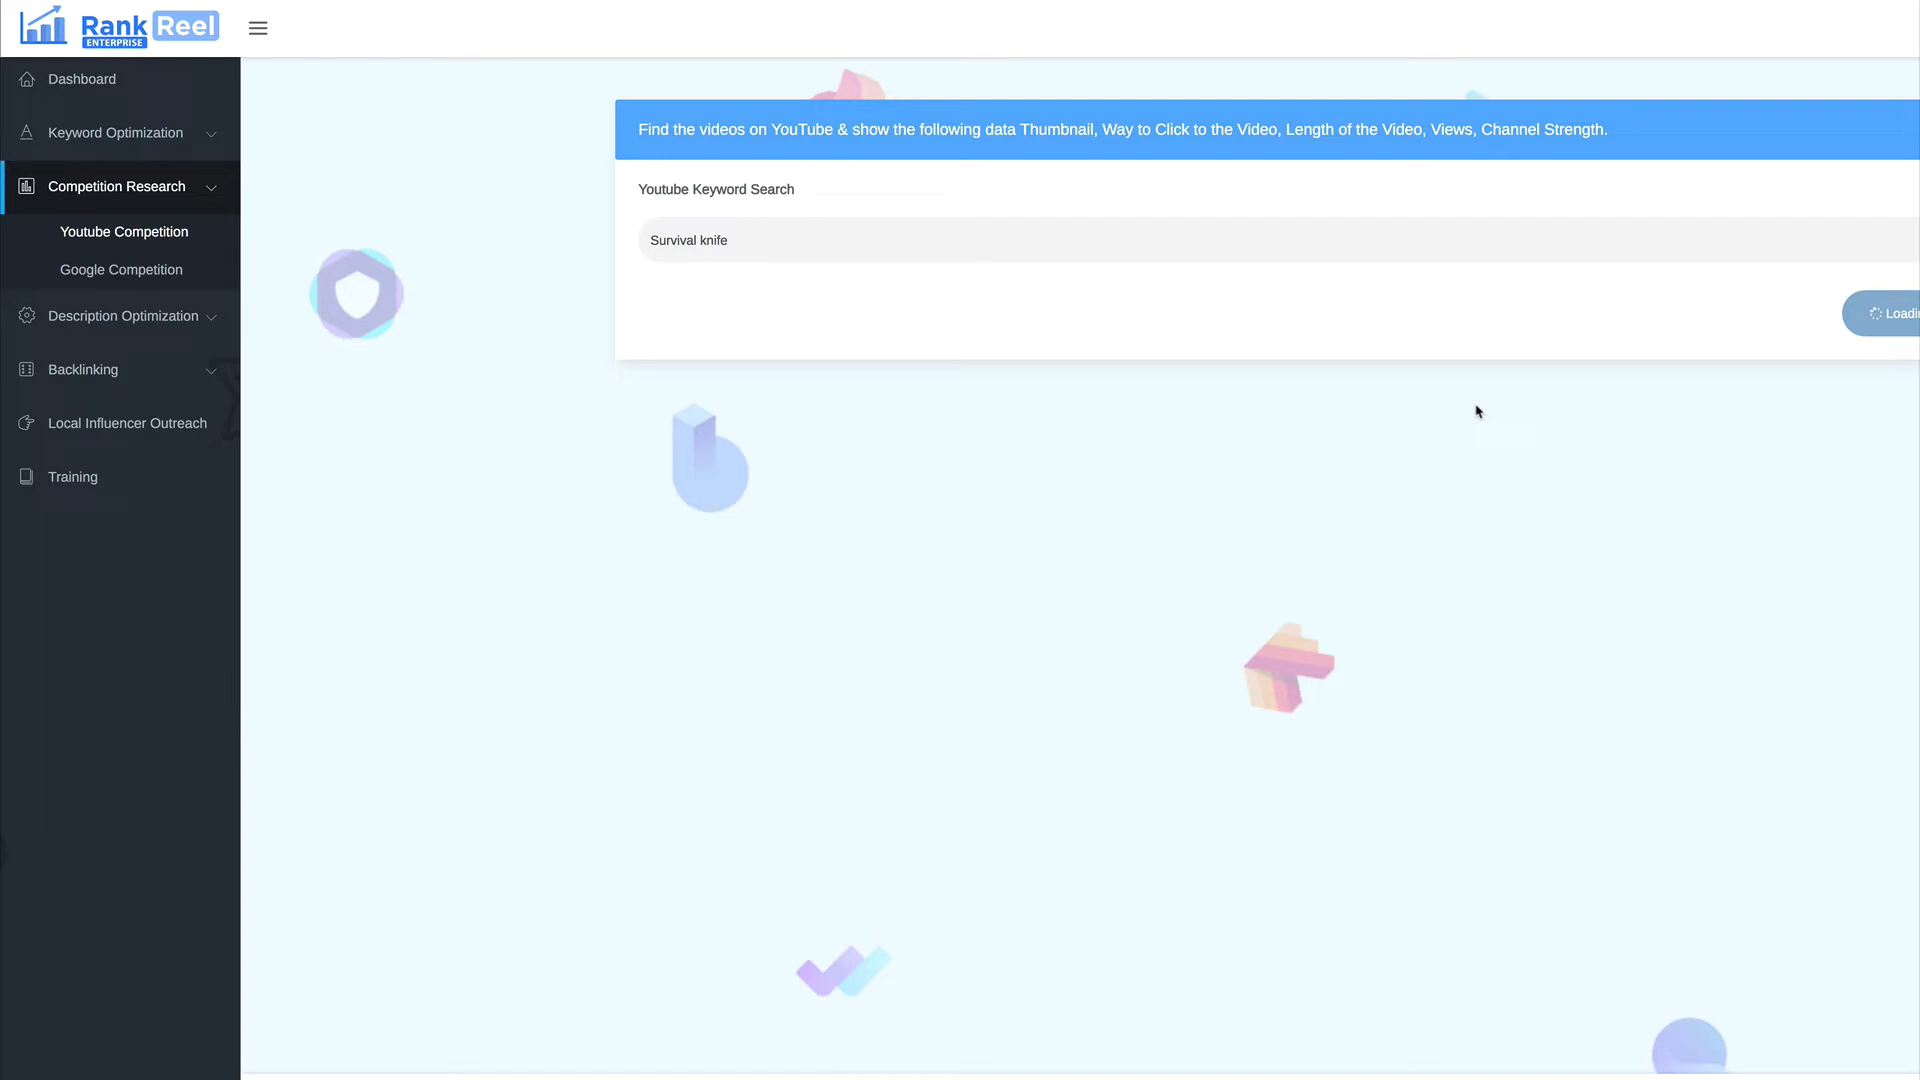 Rank Reel
ENTERPRISE
Dashboard
Keyword Optimization
Competition Research
Youtube Competition
Google Competition
Description Optimization
Backlinking
Local Influencer Outreach
Training
Find the videos on YouTube & show the following data Thumbnail, Way to Click to the Video, Length of the Video, Views, Channel Strength.
Youtube Keyword Search
Survival knife